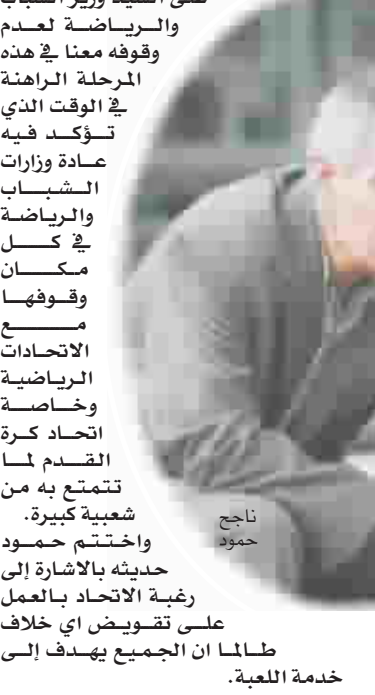 على السيد وزير الشباب
والرياضة لعدم
وقوفه معنا في هذه
المرحلة الراهنة
في الوقت الذي
تؤكد فيه
عادة وزارات
الشباب
والرياضة
في كل
مكان
وقوفها
مع
الاتحادات
الرياضية
وخاصة
اتحاد كرة
القدم لما
تتمتع به من
شعبية كبيرة.
واختتم حمود
حديثه بالاشارة إلى
رغبة الاتحاد بالعمل
على تقويض اي خلاف
طالما ان الجميع يهدف إلى
خدمة اللعبة.
ناجح
حمود